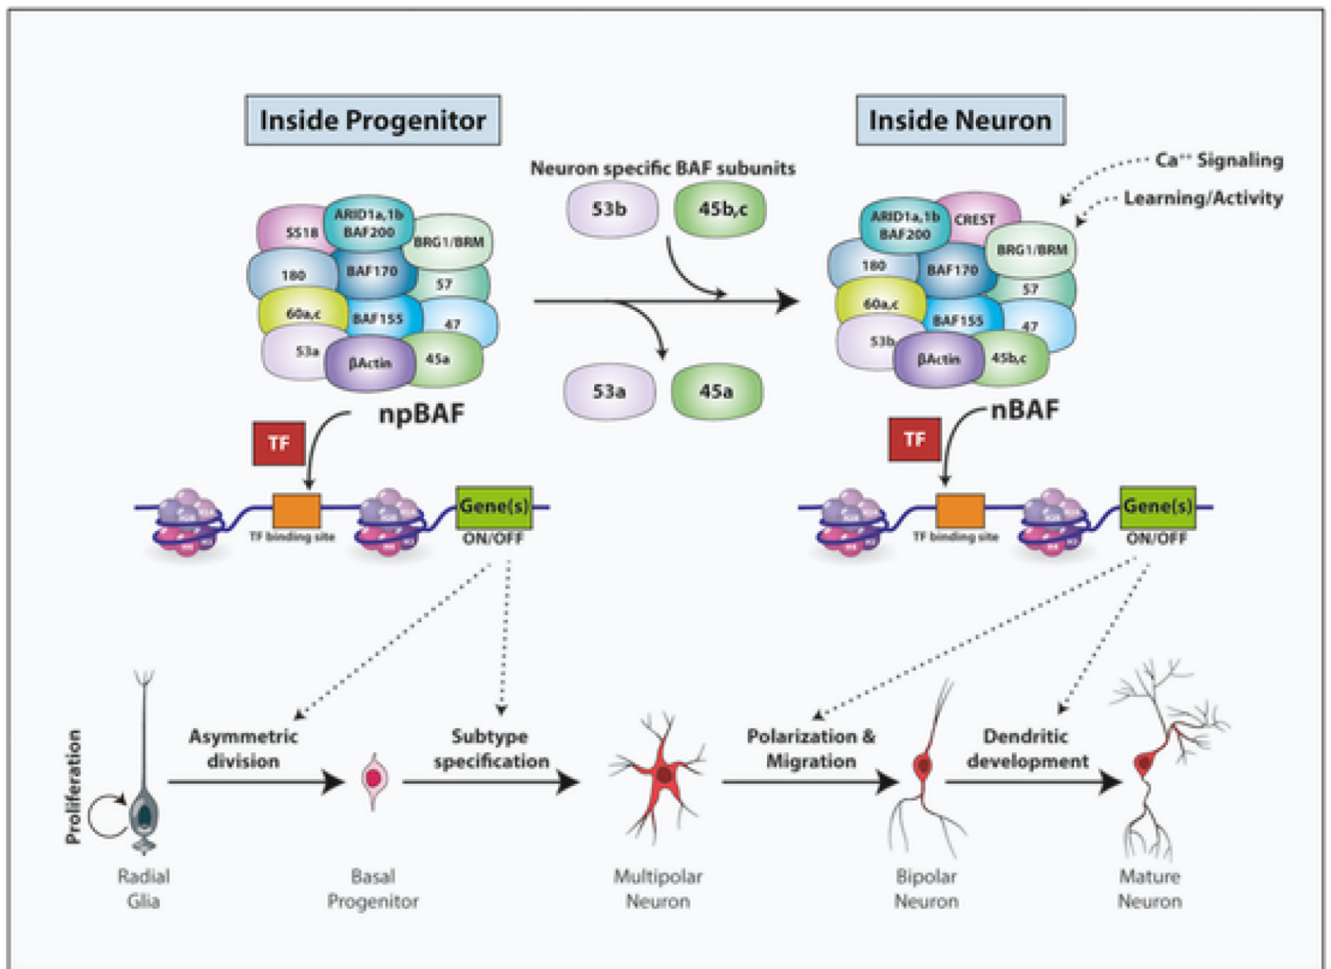 Inside Progenitor
Inside Neuron
Neuron specific BAF subunits
53b
45b,c
Ca++ Signaling
Learning/Activity
SS18
ARID1a,1b
BAF200
BRG1/BRM
180
BAF170
57
60a,c
BAF155
47
53a
βActin
45a
53a
45a
ARID1a,1b
BAF200
CREST
BRG1/BRM
180
BAF170
57
60a,c
BAF155
47
53b
βActin
45b,c
npBAF
nBAF
TF
TF
Gene(s)
Gene(s)
TF binding site
ON/OFF
TF binding site
ON/OFF
Proliferation
Asymmetric
division
Subtype
specification
Polarization &
Migration
Dendritic
development
Radial
Glia
Basal
Progenitor
Multipolar
Neuron
Bipolar
Neuron
Mature
Neuron